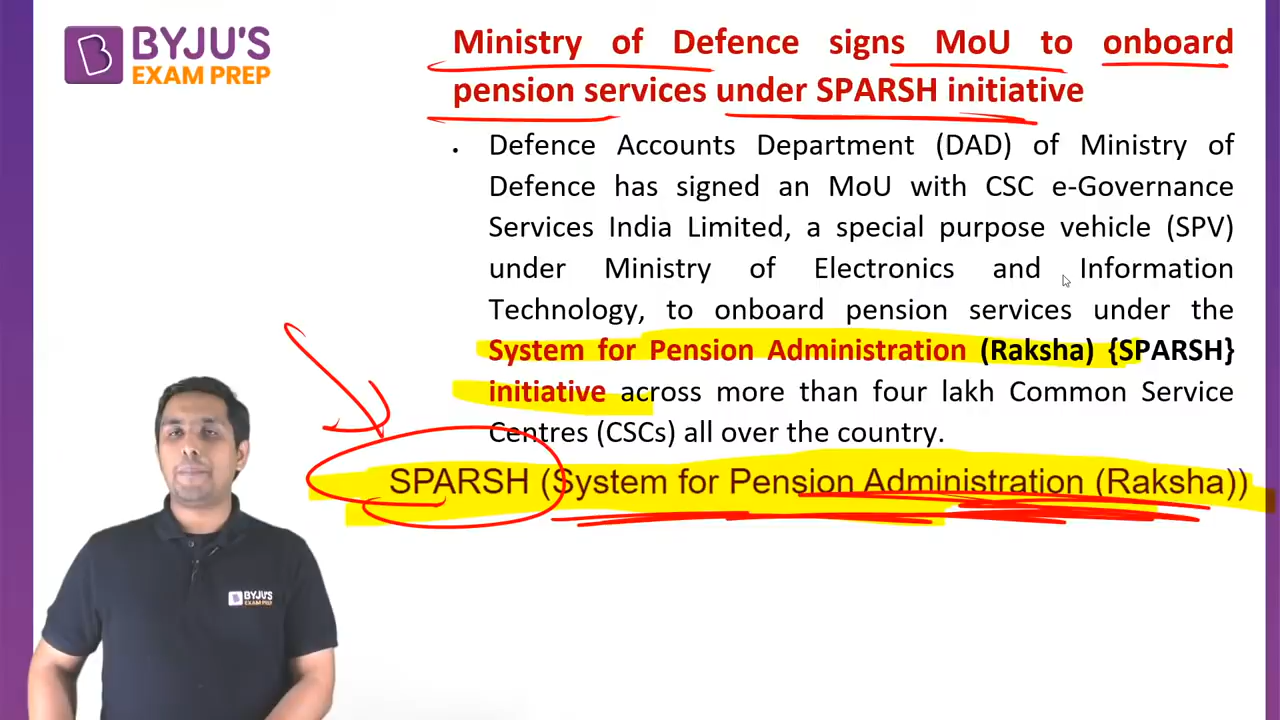 BYJU'S
EXAM PREP
Ministry of Defence signs MoU to onboard
pension services under SPARSH initiative
• Defence Accounts Department (DAD) of Ministry of
Defence has signed an MoU with CSC e-Governance
Services India Limited, a special purpose vehicle (SPV)
under Ministry of Electronics and Information
Technology, to onboard pension services under the
System for Pension Administration (Raksha) {SPARSH}
initiative across more than four lakh Common Service
Centres (CSCs) all over the country.
SPARSH (System for Pension Administration (Raksha))
BYJU'S
EXAM PREP